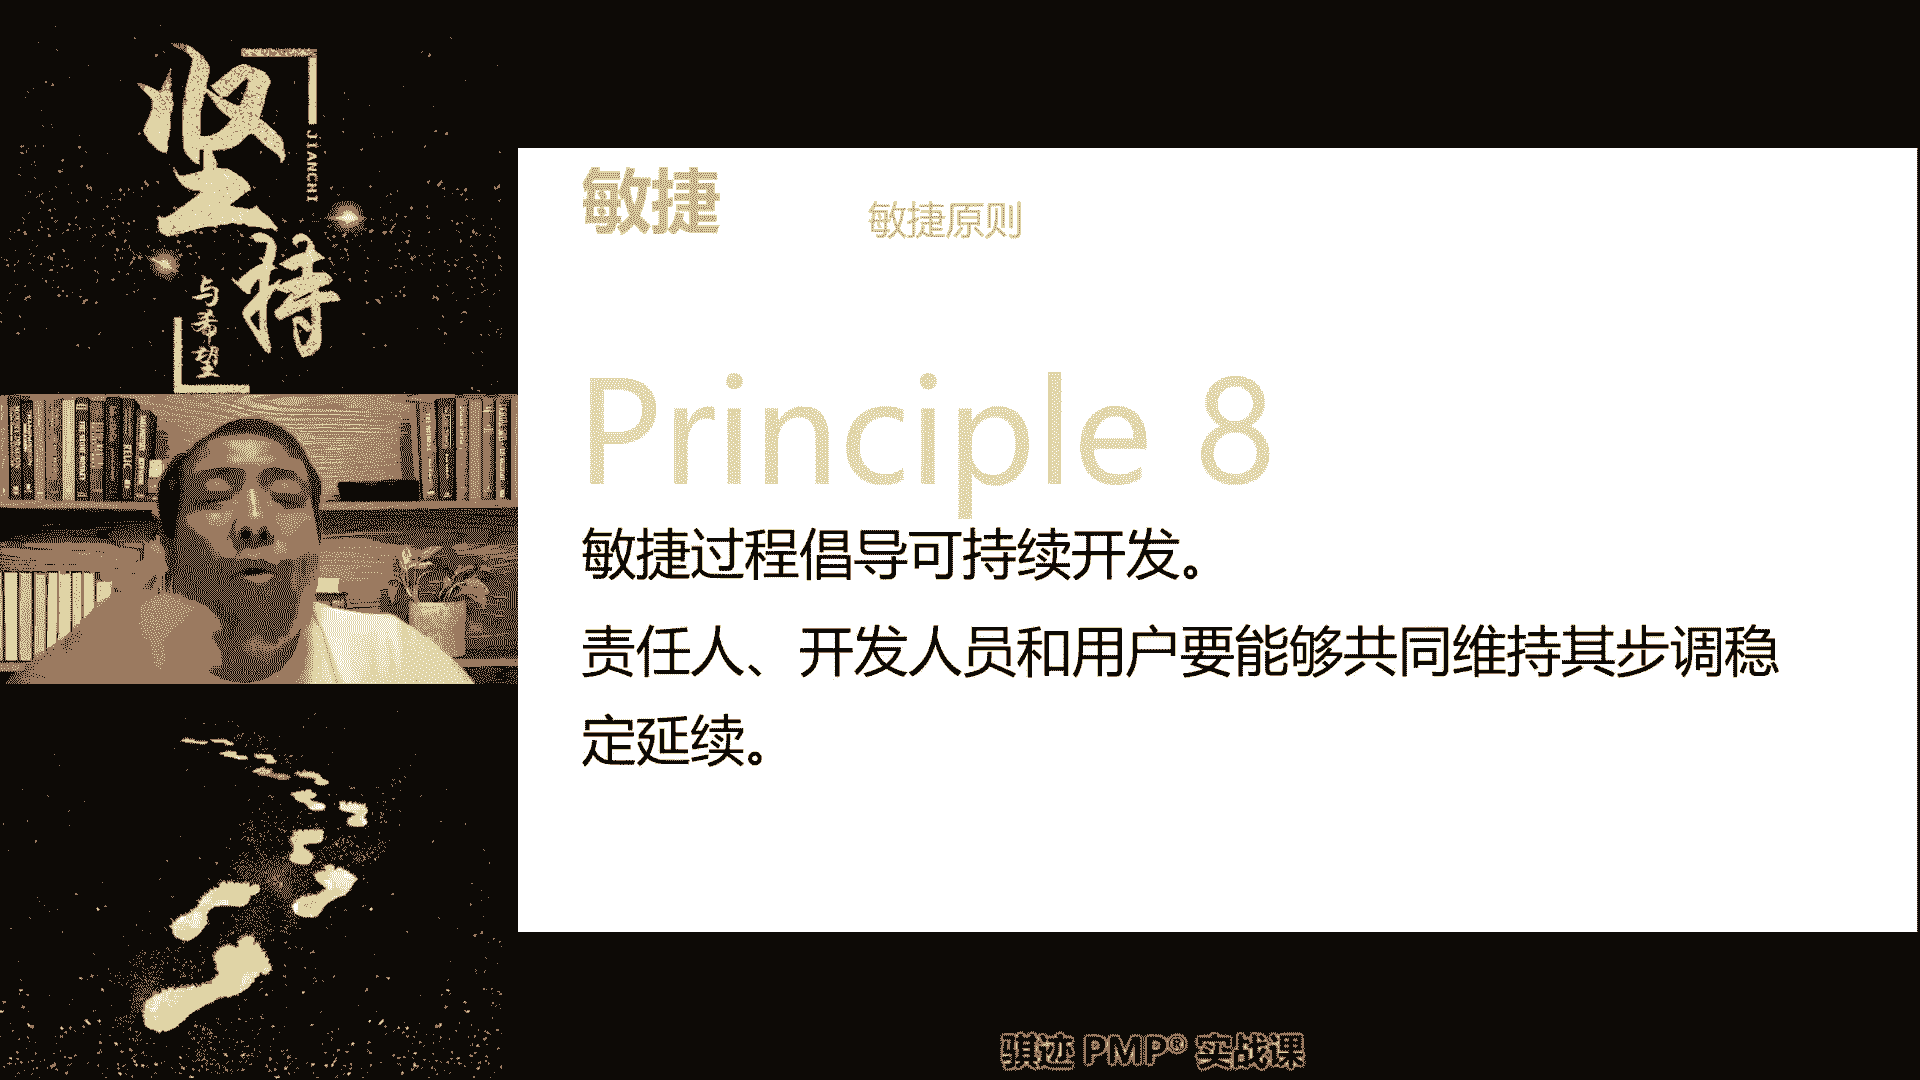 坚持
JIANCHI
与希望
敏捷
敏捷原则
Principle 8
敏捷过程倡导可持续开发。
责任人、开发人员和用户要能够共同维持其步调稳
定延续。
骐迹 PMP® 实战课